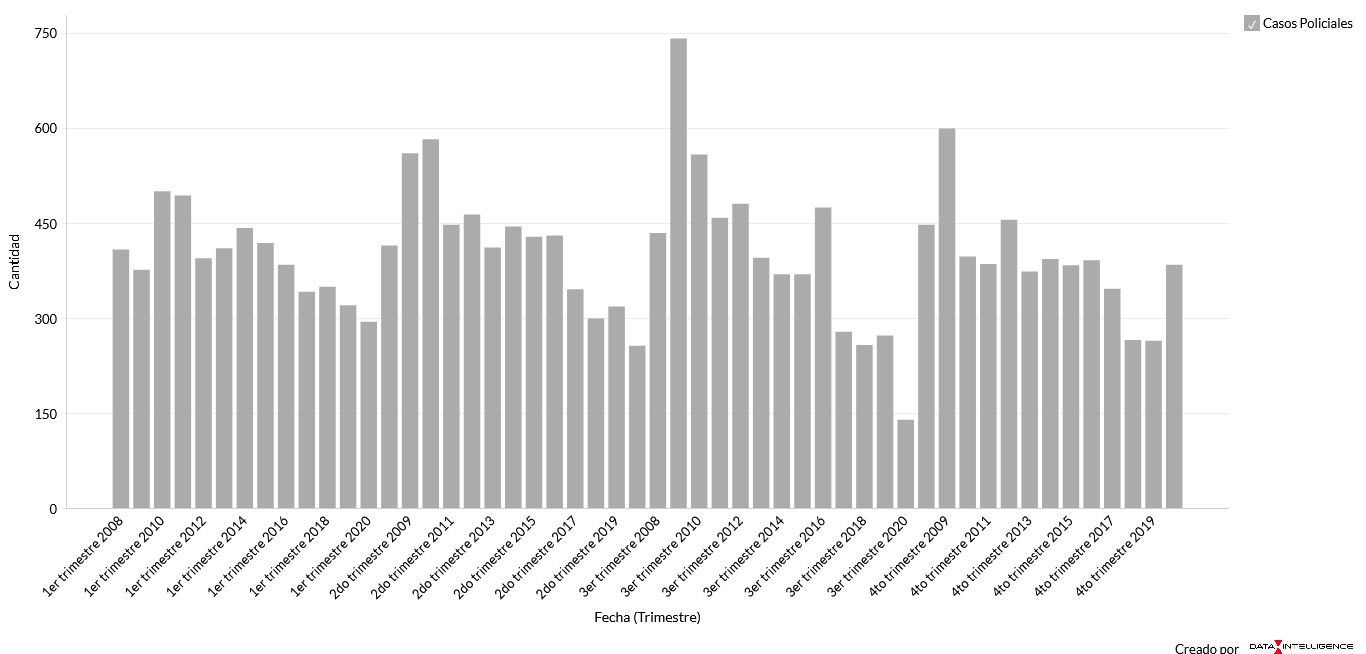 Casos Policiales
750
600
450
300
150
0
Cantidad
1er trimestre 2008
1er trimestre 2010
1er trimestre 2012
1er trimestre 2014
1er trimestre 2016
1er trimestre 2018
1er trimestre 2020
2do trimestre 2009
2do trimestre 2011
2do trimestre 2013
2do trimestre 2015
2do trimestre 2017
2do trimestre 2019
3er trimestre 2008
3er trimestre 2010
3er trimestre 2012
3er trimestre 2014
3er trimestre 2016
3er trimestre 2018
3er trimestre 2020
4to trimestre 2009
4to trimestre 2011
4to trimestre 2013
4to trimestre 2015
4to trimestre 2017
4to trimestre 2019
Fecha (Trimestre)
Creado por DATA INTELLIGENCE